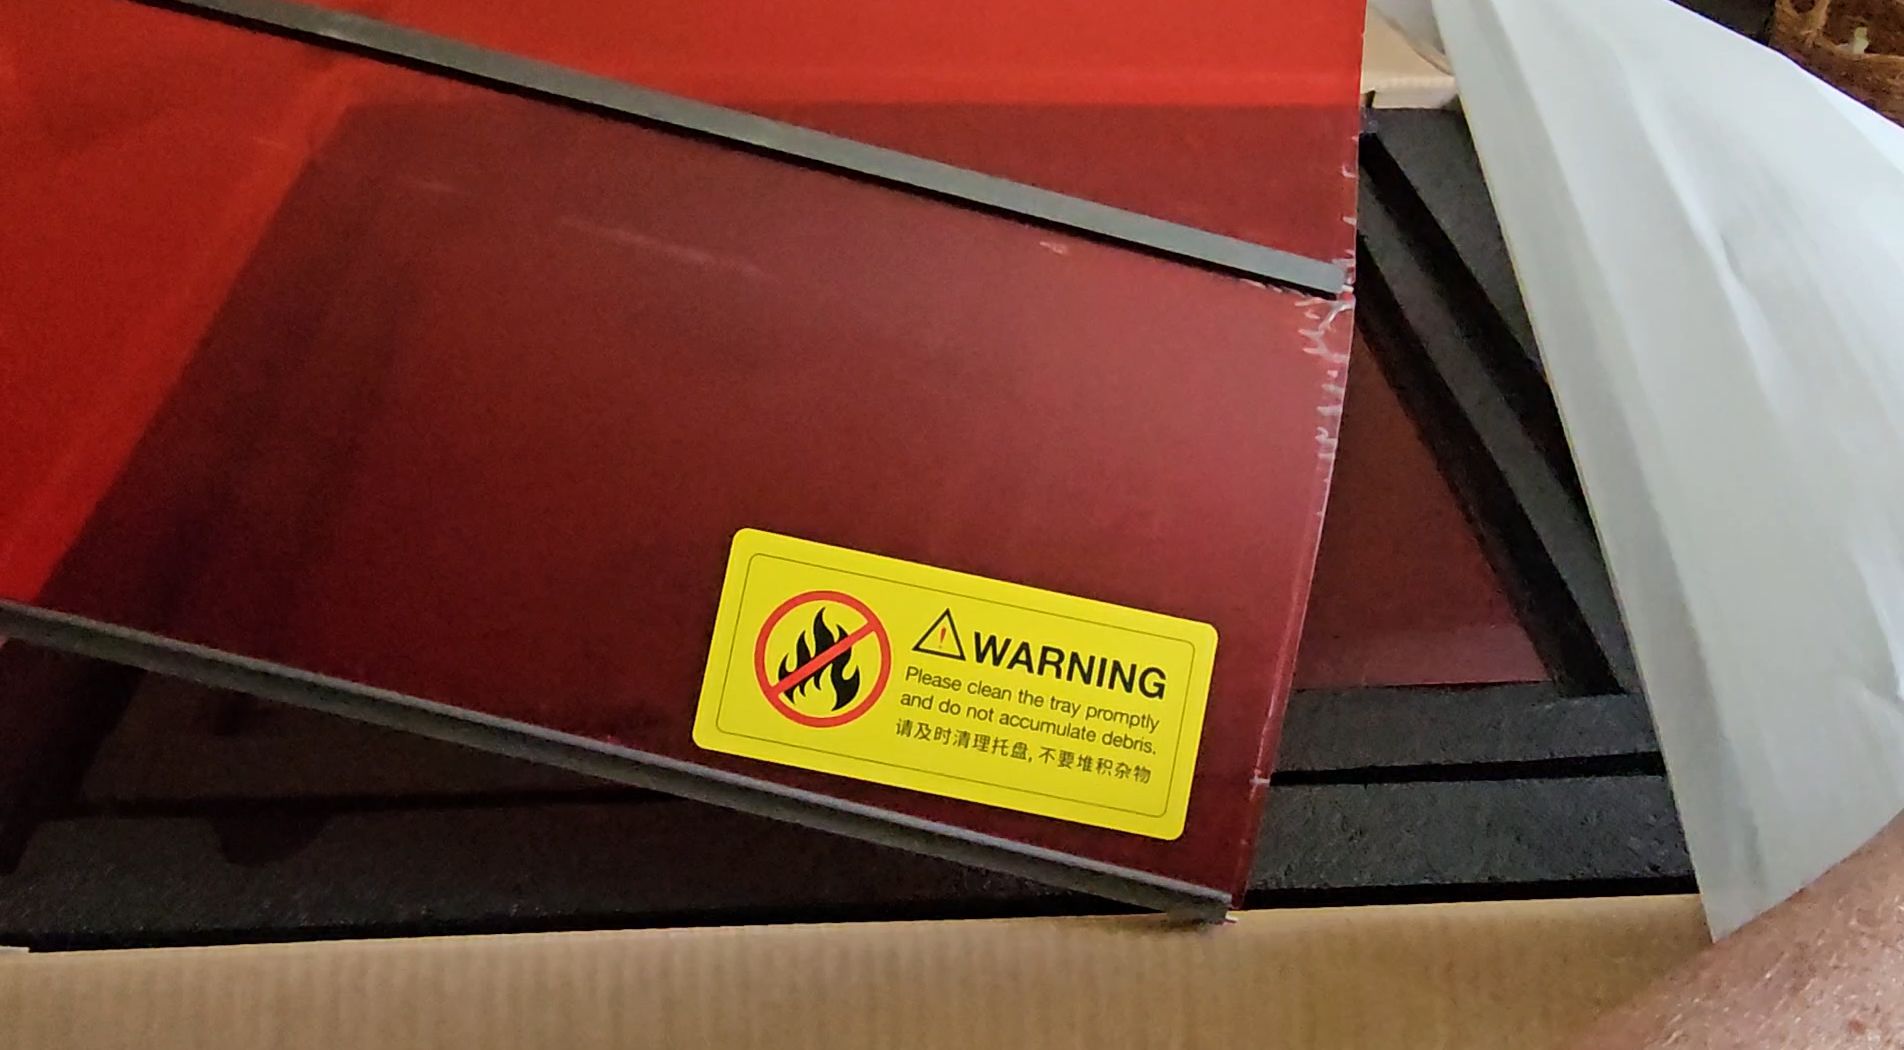 WARNING
Please clean the tray promptly
and do not accumulate debris.
请及时清理托盘,不要堆积杂物